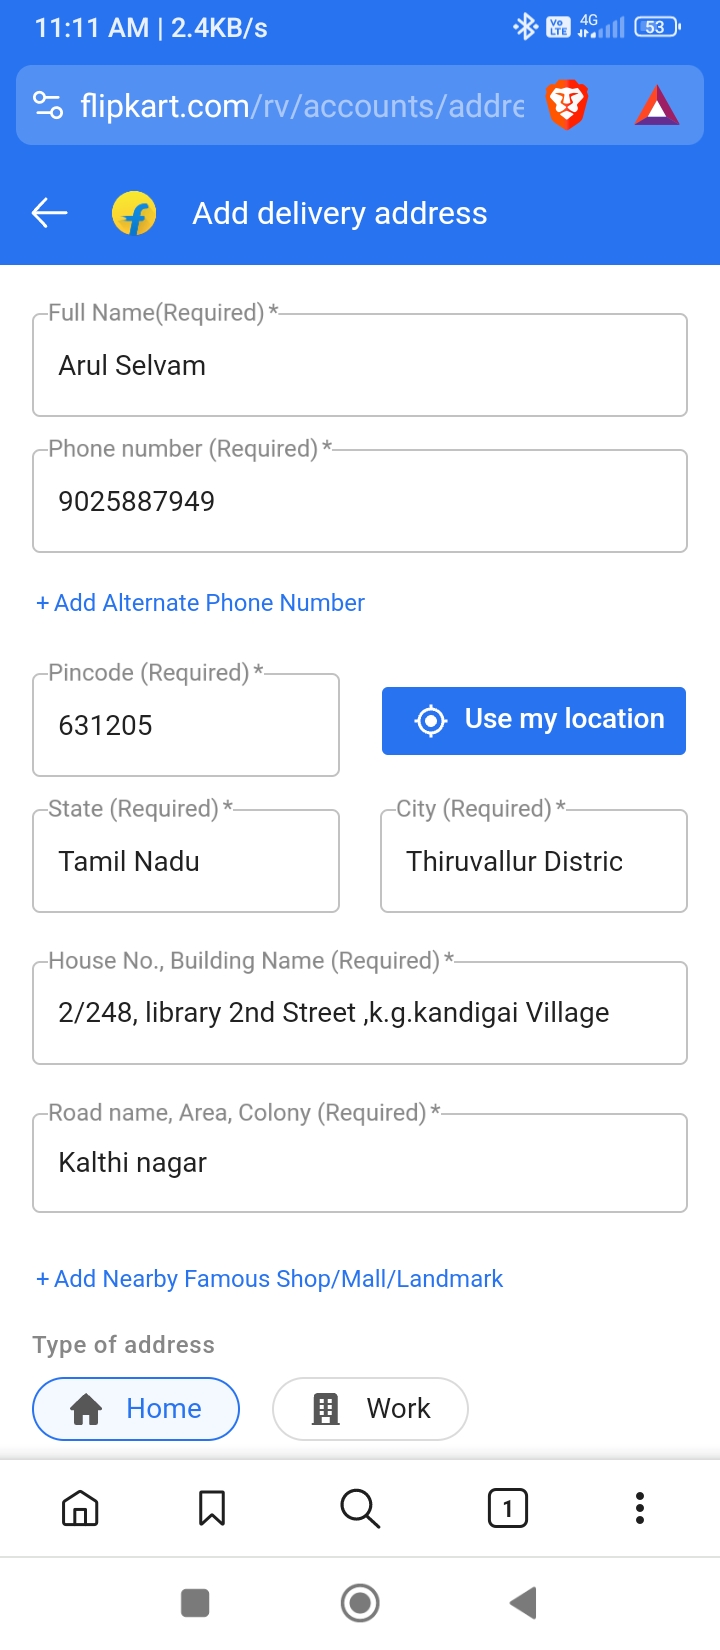 11:11 AM | 2.4KB/s
Vo LTE 4G 53
flipkart.com/rv/accounts/addre
Add delivery address
Full Name(Required) *
Arul Selvam
Phone number (Required) *
9025887949
+ Add Alternate Phone Number
Pincode (Required) *
631205
Use my location
State (Required) *
Tamil Nadu
City (Required) *
Thiruvallur Distric
House No., Building Name (Required) *
2/248, library 2nd Street ,k.g.kandigai Village
Road name, Area, Colony (Required) *
Kalthi nagar
+ Add Nearby Famous Shop/Mall/Landmark
Type of address
Home
Work
1